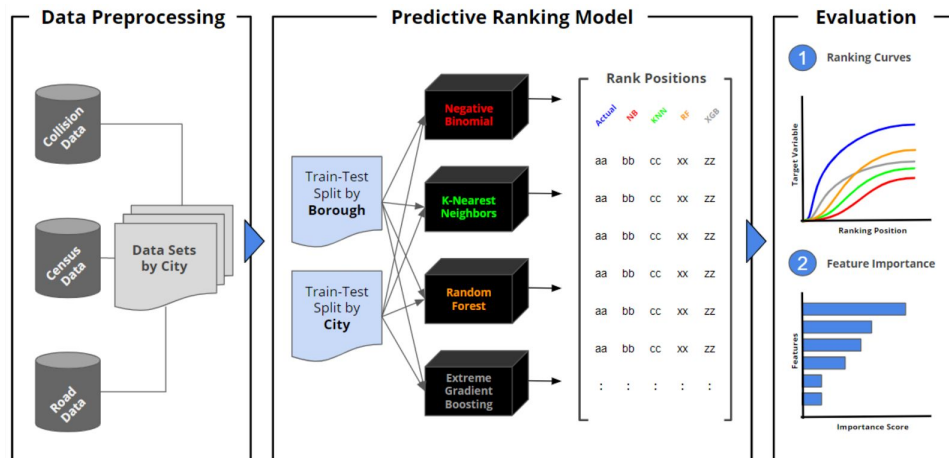 Data Preprocessing
Collision
Data
Census
Data
Road
Data
Data Sets
by City
Predictive Ranking Model
Train-Test
Split by
Borough
Train-Test
Split by
City
Negative
Binomial
K-Nearest
Neighbors
Random
Forest
Extreme
Gradient
Boosting
Rank Positions
Actual NB KNN RF XGB
aa bb cc xx zz
aa bb cc xx zz
aa bb cc xx zz
aa bb cc xx zz
aa bb cc xx zz
aa bb cc xx zz
: : : : :
Evaluation
1 Ranking Curves
Target Variable
Ranking Position
2 Feature Importance
Features
Importance Score